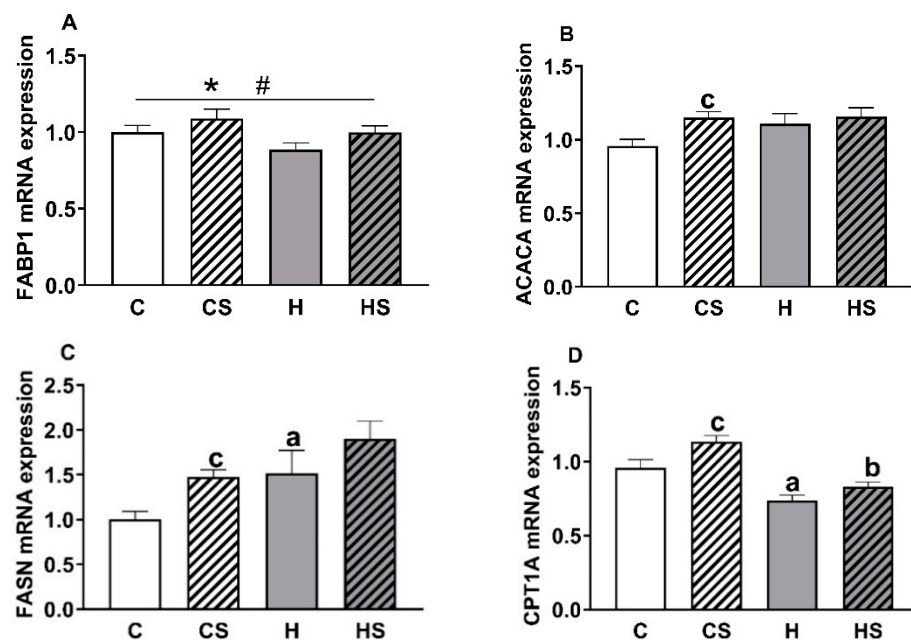 A
FABP1 mRNA expression
1.5
1.0
0.5
0.0
* #
C CS H HS
B
ACACA mRNA expression
1.5
1.0
0.5
0.0
c
C CS H HS
C
FASN mRNA expression
2.5
2.0
1.5
1.0
0.5
0.0
c a
C CS H HS
D
CPT1A mRNA expression
1.5
1.0
0.5
0.0
c
a b
C CS H HS